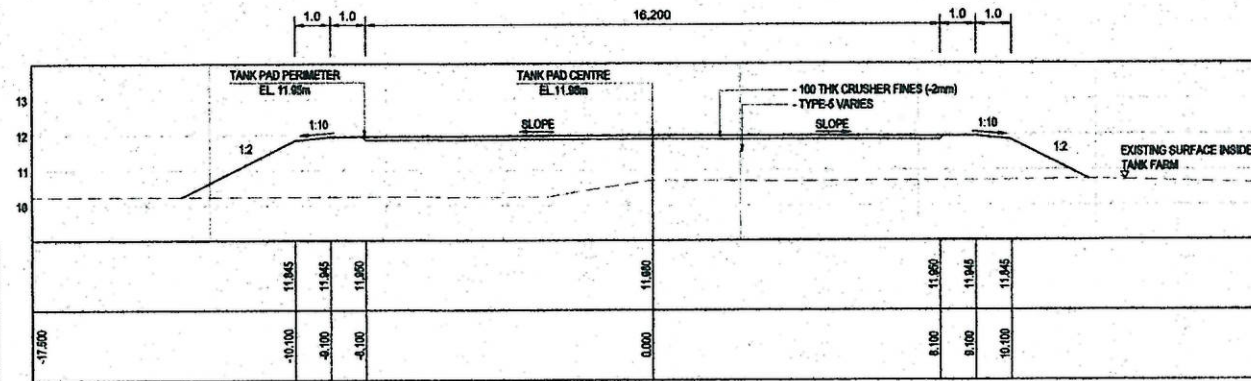 1.0 1.0 16,200 1.0 1.0
TANK PAD PERIMETER
EL. 11.95m
TANK PAD CENTRE
EL.11.98m
- 100 THK CRUSHER FINES (-2mm)
- TYPE-5 VARIES
13
12
11
10
1:10
1:2
SLOPE
SLOPE
1:10
1:2
EXISTING SURFACE INSIDE
TANK FARM
11.845 11.945 11.950 11.980 11.950 11.945 11.845
-17.600 -10.100 -9.100 -8.100 0.000 8.100 9.100 10.100